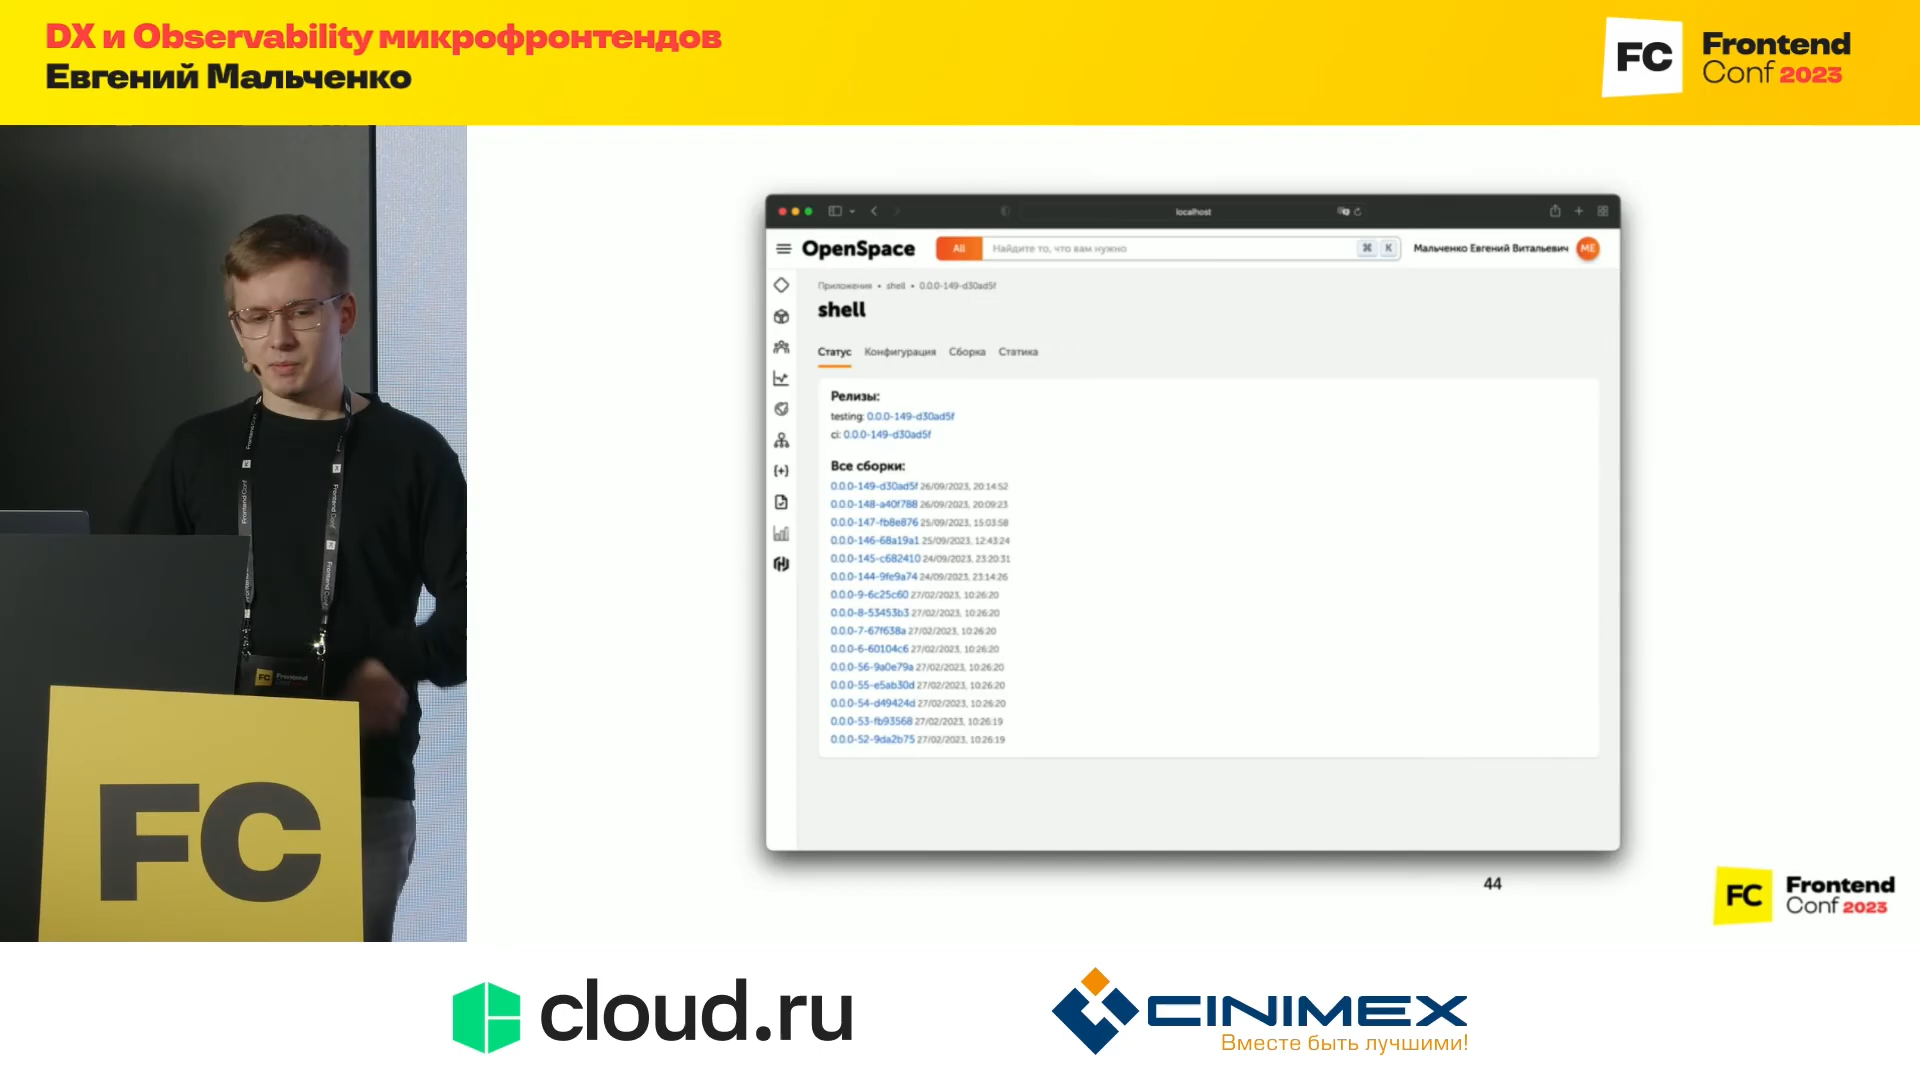 DX и Observability микрофронтендов
Евгений Мальченко
FC
Frontend
Conf 2023
localhost
OpenSpace
All
Найдите то, что вам нужно
⌘ K
Мальченко Евгений Витальевич
ME
Приложения • shell • 0.0.0-149-d30ad5f
shell
Статус Конфигурация Сборка Статика
Релизы:
testing: 0.0.0-149-d30ad5f
ci: 0.0.0-149-d30ad5f
Все сборки:
0.0.0-149-d30ad5f 26/09/2023, 20:14:52
0.0.0-148-a40f788 26/09/2023, 20:09:23
0.0.0-147-fb8e876 25/09/2023, 15:03:58
0.0.0-146-68a19a1 25/09/2023, 12:43:24
0.0.0-145-c682410 24/09/2023, 23:20:31
0.0.0-144-9fe9a74 24/09/2023, 23:14:26
0.0.0-9-6c25c60 27/02/2023, 10:26:20
0.0.0-8-53453b3 27/02/2023, 10:26:20
0.0.0-7-67f638a 27/02/2023, 10:26:20
0.0.0-6-60104c6 27/02/2023, 10:26:20
0.0.0-56-9a0e79a 27/02/2023, 10:26:20
0.0.0-55-e5ab30d 27/02/2023, 10:26:20
0.0.0-54-d49424d 27/02/2023, 10:26:20
0.0.0-53-fb93568 27/02/2023, 10:26:19
0.0.0-52-9da2b75 27/02/2023, 10:26:19
44
FC
Frontend
Conf 2023
FC
Frontend
FC
cloud.ru
CINIMEX
Вместе быть лучшими!